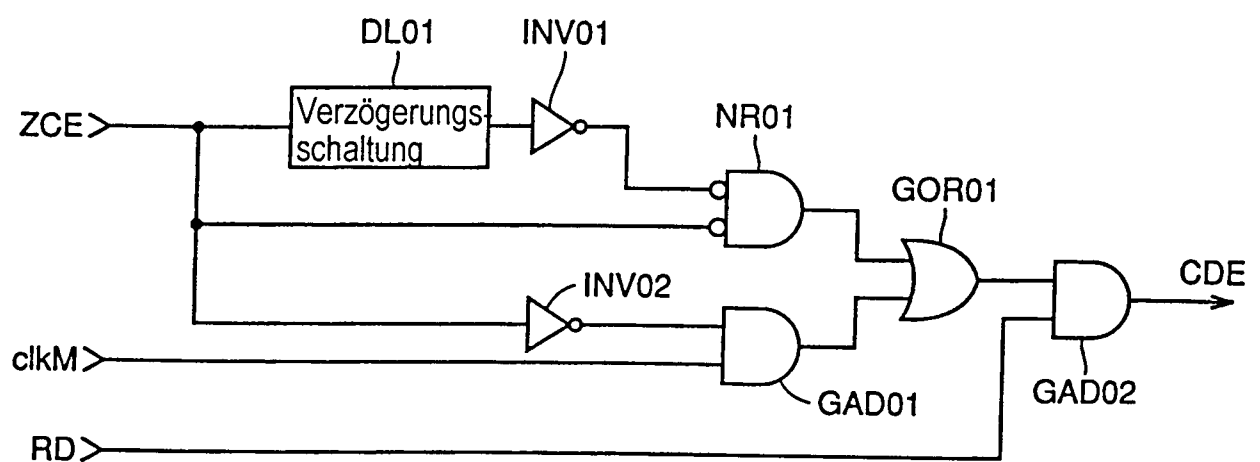 DL01
INV01
ZCE
Verzögerungs-
schaltung
NR01
GOR01
CDE
INV02
clkM
GAD01
GAD02
RD